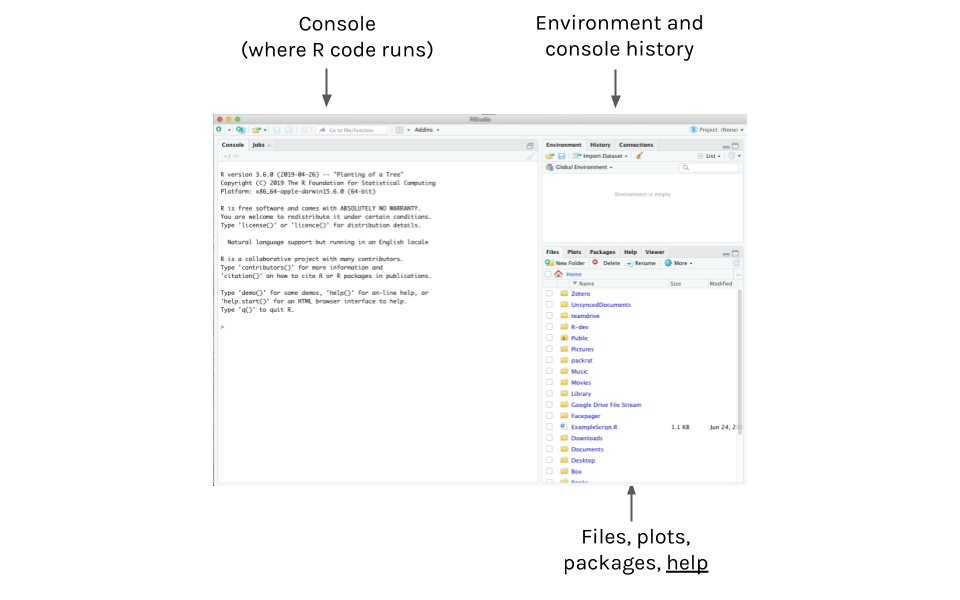 Console
(where R code runs)
Environment and
console history
RStudio
Go to file/function
Addins
Project: (None)
Console Jobs
~/
R version 3.6.0 (2019-04-26) -- "Planting of a Tree"
Copyright (C) 2019 The R Foundation for Statistical Computing
Platform: x86_64-apple-darwin15.6.0 (64-bit)
R is free software and comes with ABSOLUTELY NO WARRANTY.
You are welcome to redistribute it under certain conditions.
Type 'license()' or 'licence()' for distribution details.
Natural language support but running in an English locale
R is a collaborative project with many contributors.
Type 'contributors()' for more information and
'citation()' on how to cite R or R packages in publications.
Type 'demo()' for some demos, 'help()' for on-line help, or
'help.start()' for an HTML browser interface to help.
Type 'q()' to quit R.
>
Environment History Connections
Import Dataset List
Global Environment
Environment is empty
Files Plots Packages Help Viewer
New Folder Delete Rename More
Home ...
Name Size Modified
Zotero
UnsyncedDocuments
teamdrive
R-dev
Public
Pictures
packrat
Music
Movies
Library
Google Drive File Stream
Facepager
ExampleScript.R 1.1 KB Jun 24, 2
Downloads
Documents
Desktop
Box
Files, plots,
packages, help